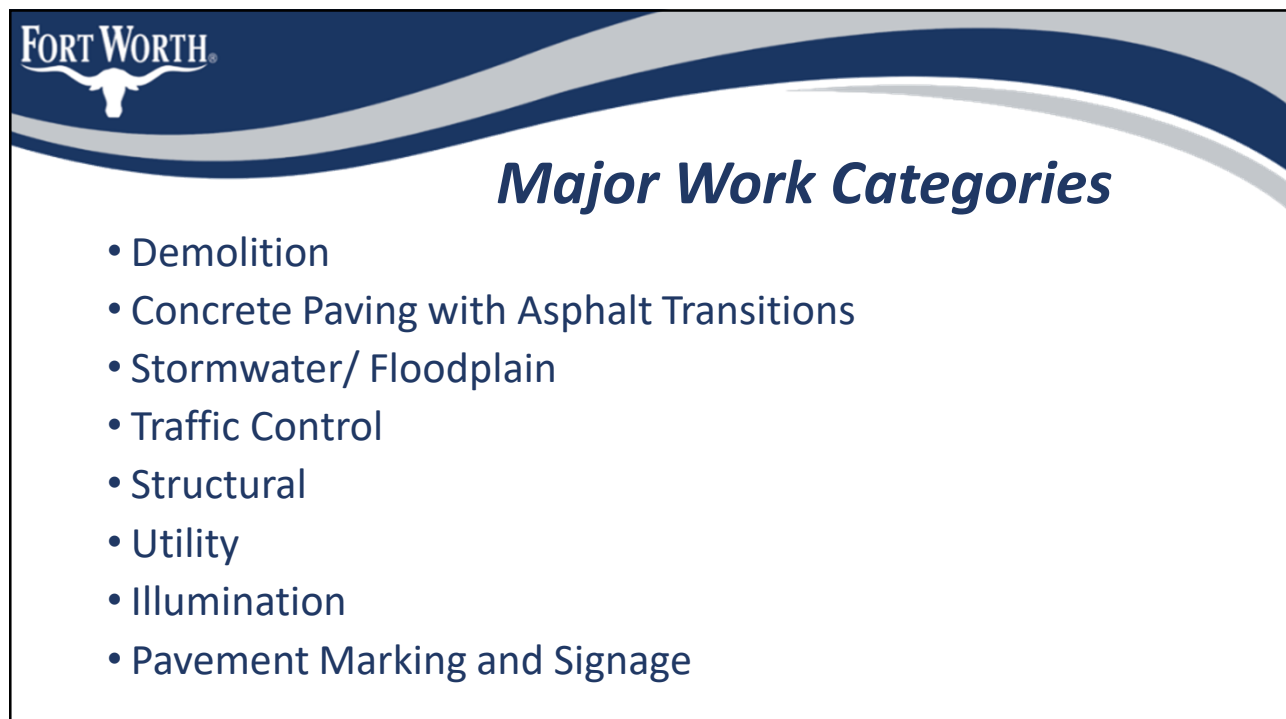 FORT WORTH®
Major Work Categories
• Demolition
• Concrete Paving with Asphalt Transitions
• Stormwater/ Floodplain
• Traffic Control
• Structural
• Utility
• Illumination
• Pavement Marking and Signage